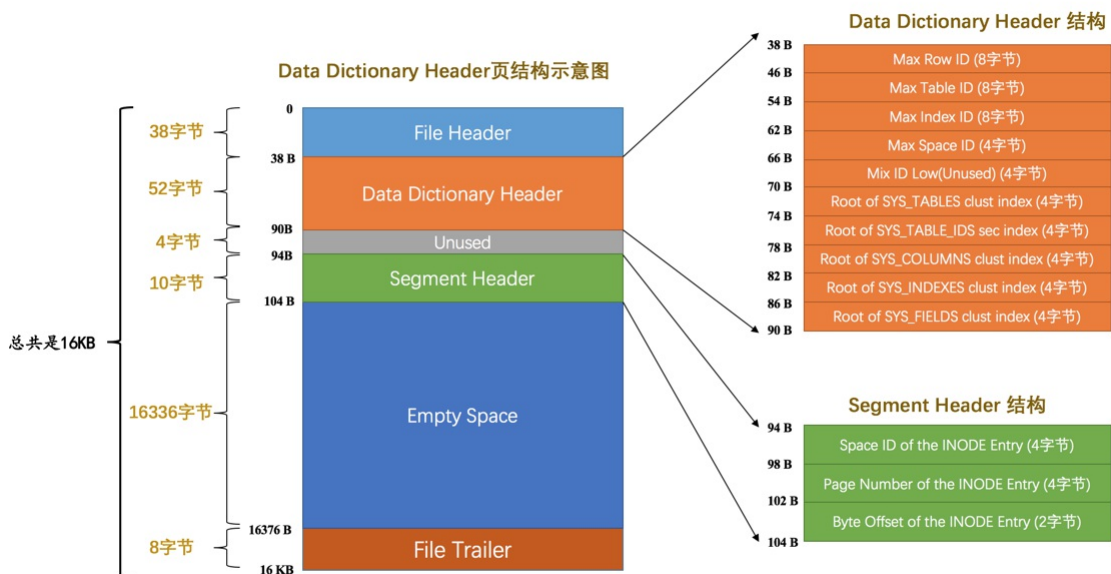 Data Dictionary Header页结构示意图
总共是16KB
38字节
52字节
4字节
10字节
16336字节
8字节
0
38 B
90B
94B
104 B
16376 B
16 KB
File Header
Data Dictionary Header
Unused
Segment Header
Empty Space
File Trailer
Data Dictionary Header 结构
38 B
Max Row ID (8字节)
46 B
Max Table ID (8字节)
54 B
Max Index ID (8字节)
62 B
Max Space ID (4字节)
66 B
Mix ID Low(Unused) (4字节)
70 B
Root of SYS_TABLES clust index (4字节)
74 B
Root of SYS_TABLE_IDS sec index (4字节)
78 B
Root of SYS_COLUMNS clust index (4字节)
82 B
Root of SYS_INDEXES clust index (4字节)
86 B
Root of SYS_FIELDS clust index (4字节)
90 B
Segment Header 结构
94 B
Space ID of the INODE Entry (4字节)
98 B
Page Number of the INODE Entry (4字节)
102 B
Byte Offset of the INODE Entry (2字节)
104 B